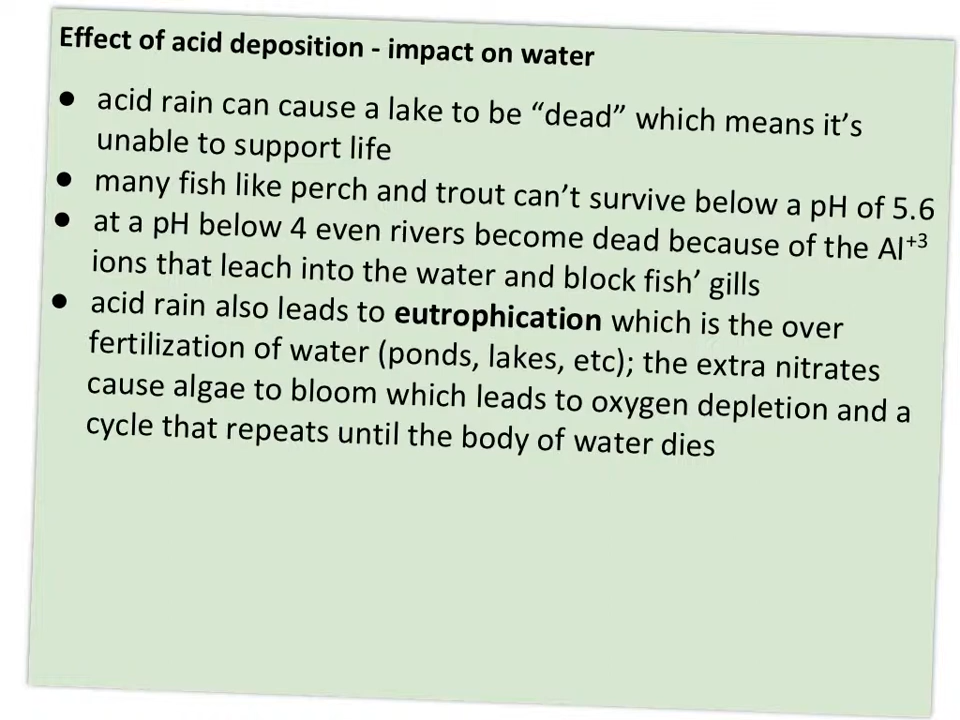 Effect of acid deposition - impact on water
● acid rain can cause a lake to be “dead” which means it’s
unable to support life
● many fish like perch and trout can’t survive below a pH of 5.6
● at a pH below 4 even rivers become dead because of the Al⁺³
ions that leach into the water and block fish’ gills
● acid rain also leads to eutrophication which is the over
fertilization of water (ponds, lakes, etc); the extra nitrates
cause algae to bloom which leads to oxygen depletion and a
cycle that repeats until the body of water dies